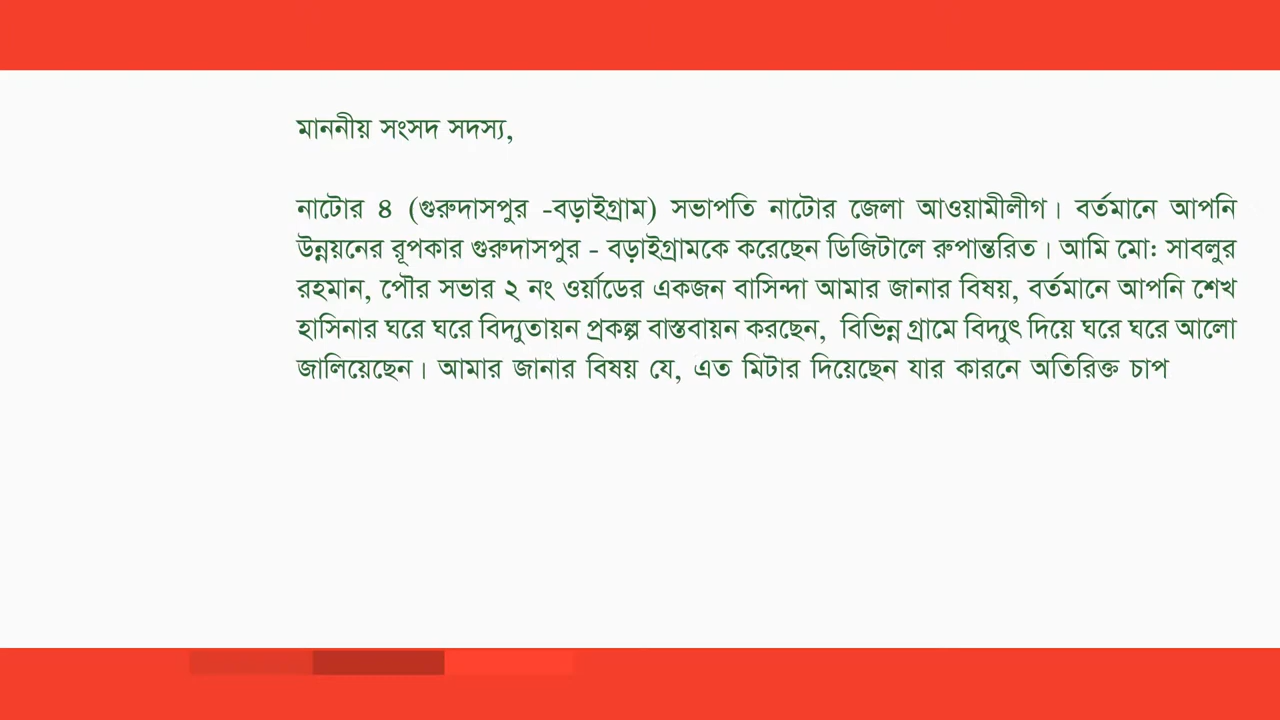 মাননীয় সংসদ সদস্য,
নাটোর ৪ (গুরুদাসপুর -বড়াইগ্রাম) সভাপতি নাটোর জেলা আওয়ামীলীগ। বর্তমানে আপনি
উন্নয়নের রূপকার গুরুদাসপুর - বড়াইগ্রামকে করেছেন ডিজিটালে রুপান্তরিত। আমি মো: সাবলুর
রহমান, পৌর সভার ২ নং ওর্য়াডের একজন বাসিন্দা আমার জানার বিষয়, বর্তমানে আপনি শেখ
হাসিনার ঘরে ঘরে বিদ্যুতায়ন প্রকল্প বাস্তবায়ন করছেন, বিভিন্ন গ্রামে বিদ্যুৎ দিয়ে ঘরে ঘরে আলো
জালিয়েছেন। আমার জানার বিষয় যে, এত মিটার দিয়েছেন যার কারনে অতিরিক্ত চাপ